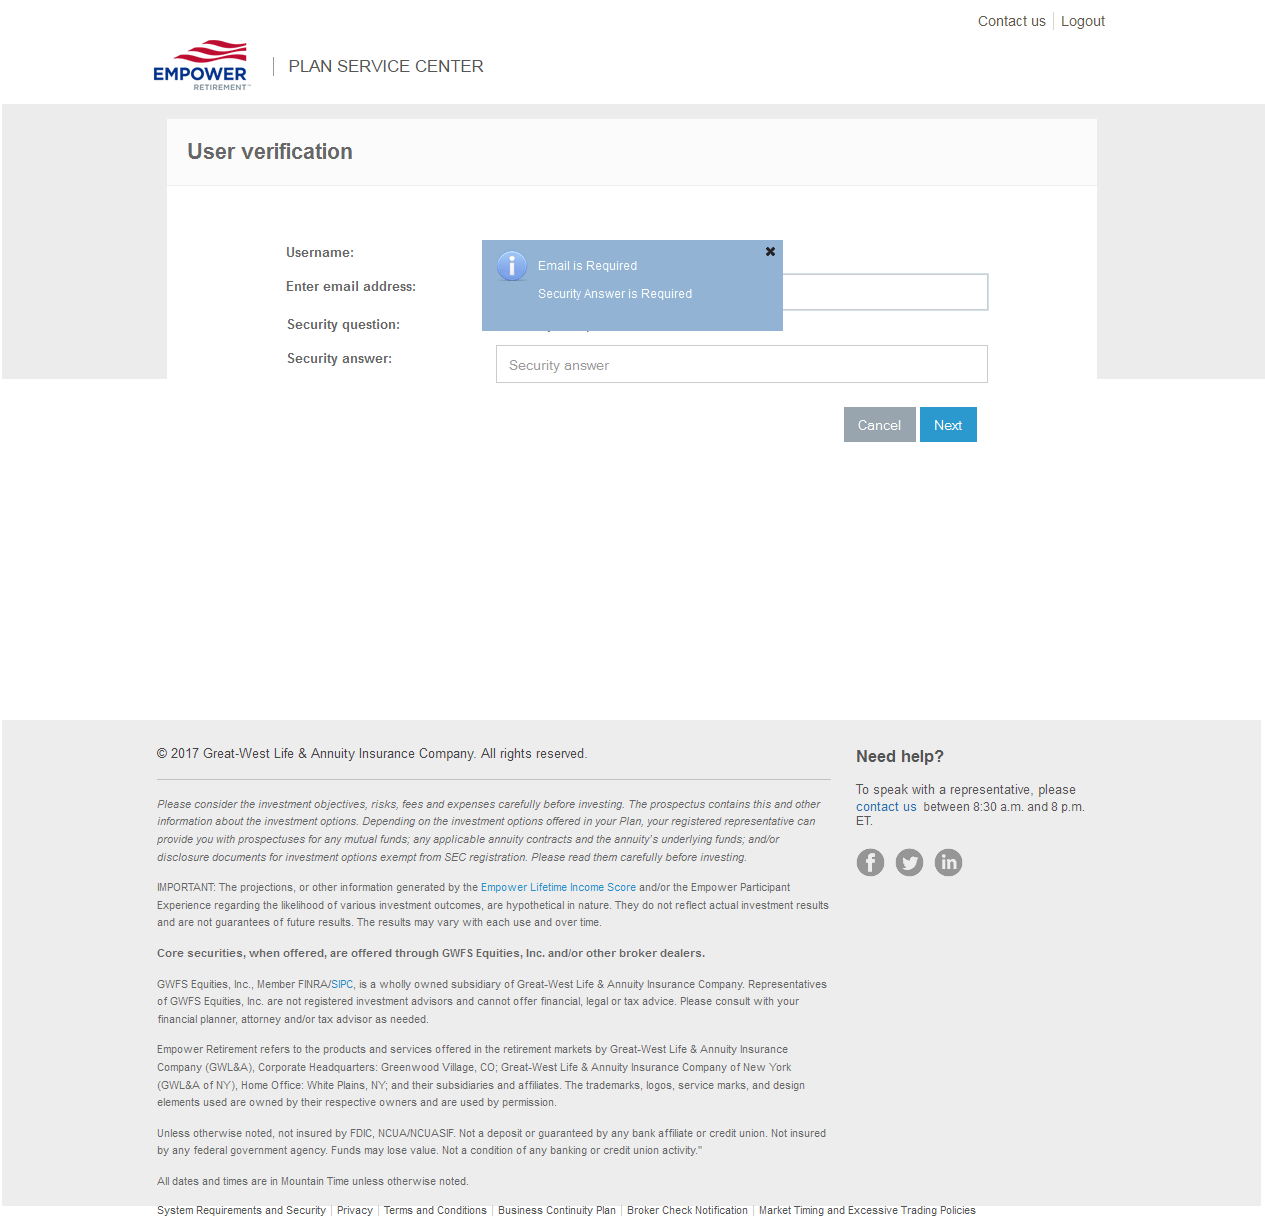 Contact us Logout
EMPOWER
RETIREMENT™
PLAN SERVICE CENTER
User verification
Username:
Email is Required
Enter email address:
Security Answer is Required
Security question:
Security answer:
Security answer
Cancel Next
© 2017 Great-West Life & Annuity Insurance Company. All rights reserved.
Please consider the investment objectives, risks, fees and expenses carefully before investing. The prospectus contains this and other
information about the investment options. Depending on the investment options offered in your Plan, your registered representative can
provide you with prospectuses for any mutual funds; any applicable annuity contracts and the annuity's underlying funds; and/or
disclosure documents for investment options exempt from SEC registration. Please read them carefully before investing.
IMPORTANT: The projections, or other information generated by the Empower Lifetime Income Score and/or the Empower Participant
Experience regarding the likelihood of various investment outcomes, are hypothetical in nature. They do not reflect actual investment results
and are not guarantees of future results. The results may vary with each use and over time.
Core securities, when offered, are offered through GWFS Equities, Inc. and/or other broker dealers.
GWFS Equities, Inc., Member FINRA/SIPC, is a wholly owned subsidiary of Great-West Life & Annuity Insurance Company. Representatives
of GWFS Equities, Inc. are not registered investment advisors and cannot offer financial, legal or tax advice. Please consult with your
financial planner, attorney and/or tax advisor as needed.
Empower Retirement refers to the products and services offered in the retirement markets by Great-West Life & Annuity Insurance
Company (GWL&A), Corporate Headquarters: Greenwood Village, CO; Great-West Life & Annuity Insurance Company of New York
(GWL&A of NY), Home Office: White Plains, NY; and their subsidiaries and affiliates. The trademarks, logos, service marks, and design
elements used are owned by their respective owners and are used by permission.
Unless otherwise noted, not insured by FDIC, NCUA/NCUASIF. Not a deposit or guaranteed by any bank affiliate or credit union. Not insured
by any federal government agency. Funds may lose value. Not a condition of any banking or credit union activity."
All dates and times are in Mountain Time unless otherwise noted.
System Requirements and Security Privacy Terms and Conditions Business Continuity Plan Broker Check Notification Market Timing and Excessive Trading Policies
Need help?
To speak with a representative, please
contact us between 8:30 a.m. and 8 p.m.
ET.